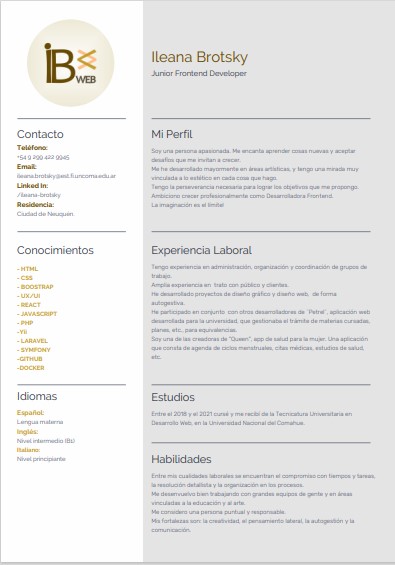 iB WEB
Ileana Brotsky
Junior Frontend Developer
Contacto
Teléfono:
+54 9 299 422 9945
Email:
ileana.brotsky@est.fi.uncoma.edu.ar
Linked In:
/ileana-brotsky
Residencia:
Ciudad de Neuquén
Conocimientos
- HTML
- CSS
- BOOSTRAP
- UX/UI
- REACT
- JAVASCRIPT
- PHP
-Yii
- LARAVEL
- SYMFONY
-GITHUB
-DOCKER
Idiomas
Español:
Lengua materna
Inglés:
Nivel intermedio (B1)
Italiano:
Nivel principiante
Mi Perfil
Soy una persona apasionada. Me encanta aprender cosas nuevas y aceptar
desafíos que me invitan a crecer.
Me he desarrollado mayormente en áreas artísticas, y tengo una mirada muy
vinculada a lo estético en cada cosa que hago.
Tengo la perseverancia necesaria para lograr los objetivos que me propongo.
Ambiciono crecer profesionalmente como Desarrolladora Frontend.
La imaginación es el límite!
Experiencia Laboral
Tengo experiencia en administración, organización y coordinación de grupos de
trabajo.
Amplia experiencia en trato con público y clientes.
He desarrollado proyectos de diseño gráfico y diseño web, de forma
autogestiva.
He participado en conjunto con otros desarrolladores de "Petrel", aplicación web
desarrollada para la universidad, que gestionaba el trámite de materias cursadas,
planes, etc., para equivalencias.
Soy una de las creadoras de "Queen", app de salud para la mujer. Una aplicación
que consta de agenda de ciclos menstruales, citas médicas, estudios de salud,
etc.
Estudios
Entre el 2018 y el 2021 cursé y me recibí de la Tecnicatura Universitaria en
Desarrollo Web, en la Universidad Nacional del Comahue.
Habilidades
Entre mis cualidades laborales se encuentran el compromiso con tiempos y tareas,
la resolución detallista y la organización en los procesos.
Me desenvuelvo bien trabajando con grandes equipos de gente y en áreas
vinculadas a la educación y al arte.
Me considero una persona puntual y responsable.
Mis fortalezas son: la creatividad, el pensamiento lateral, la autogestión y la
comunicación.